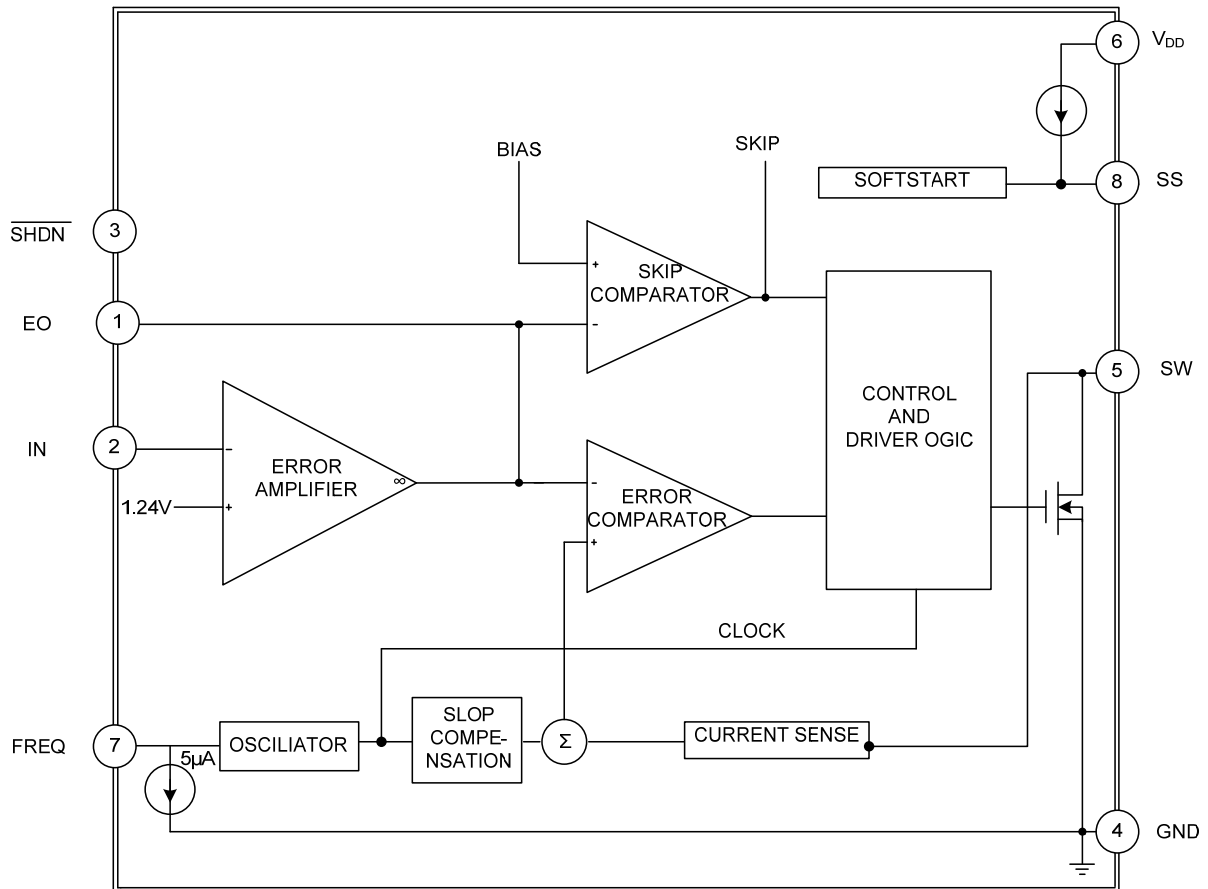 6
VDD
BIAS
SKIP
SOFTSTART
8
SS
SHDN
3
+
SKIP
COMPARATOR
-
EO
1
5
SW
CONTROL
AND
DRIVER OGIC
IN
2
-
ERROR
AMPLIFIER
∞
1.24V
+
-
ERROR
COMPARATOR
+
CLOCK
FREQ
7
5µA
OSCILIATOR
SLOP
COMPE-
NSATION
Σ
CURRENT SENSE
4
GND